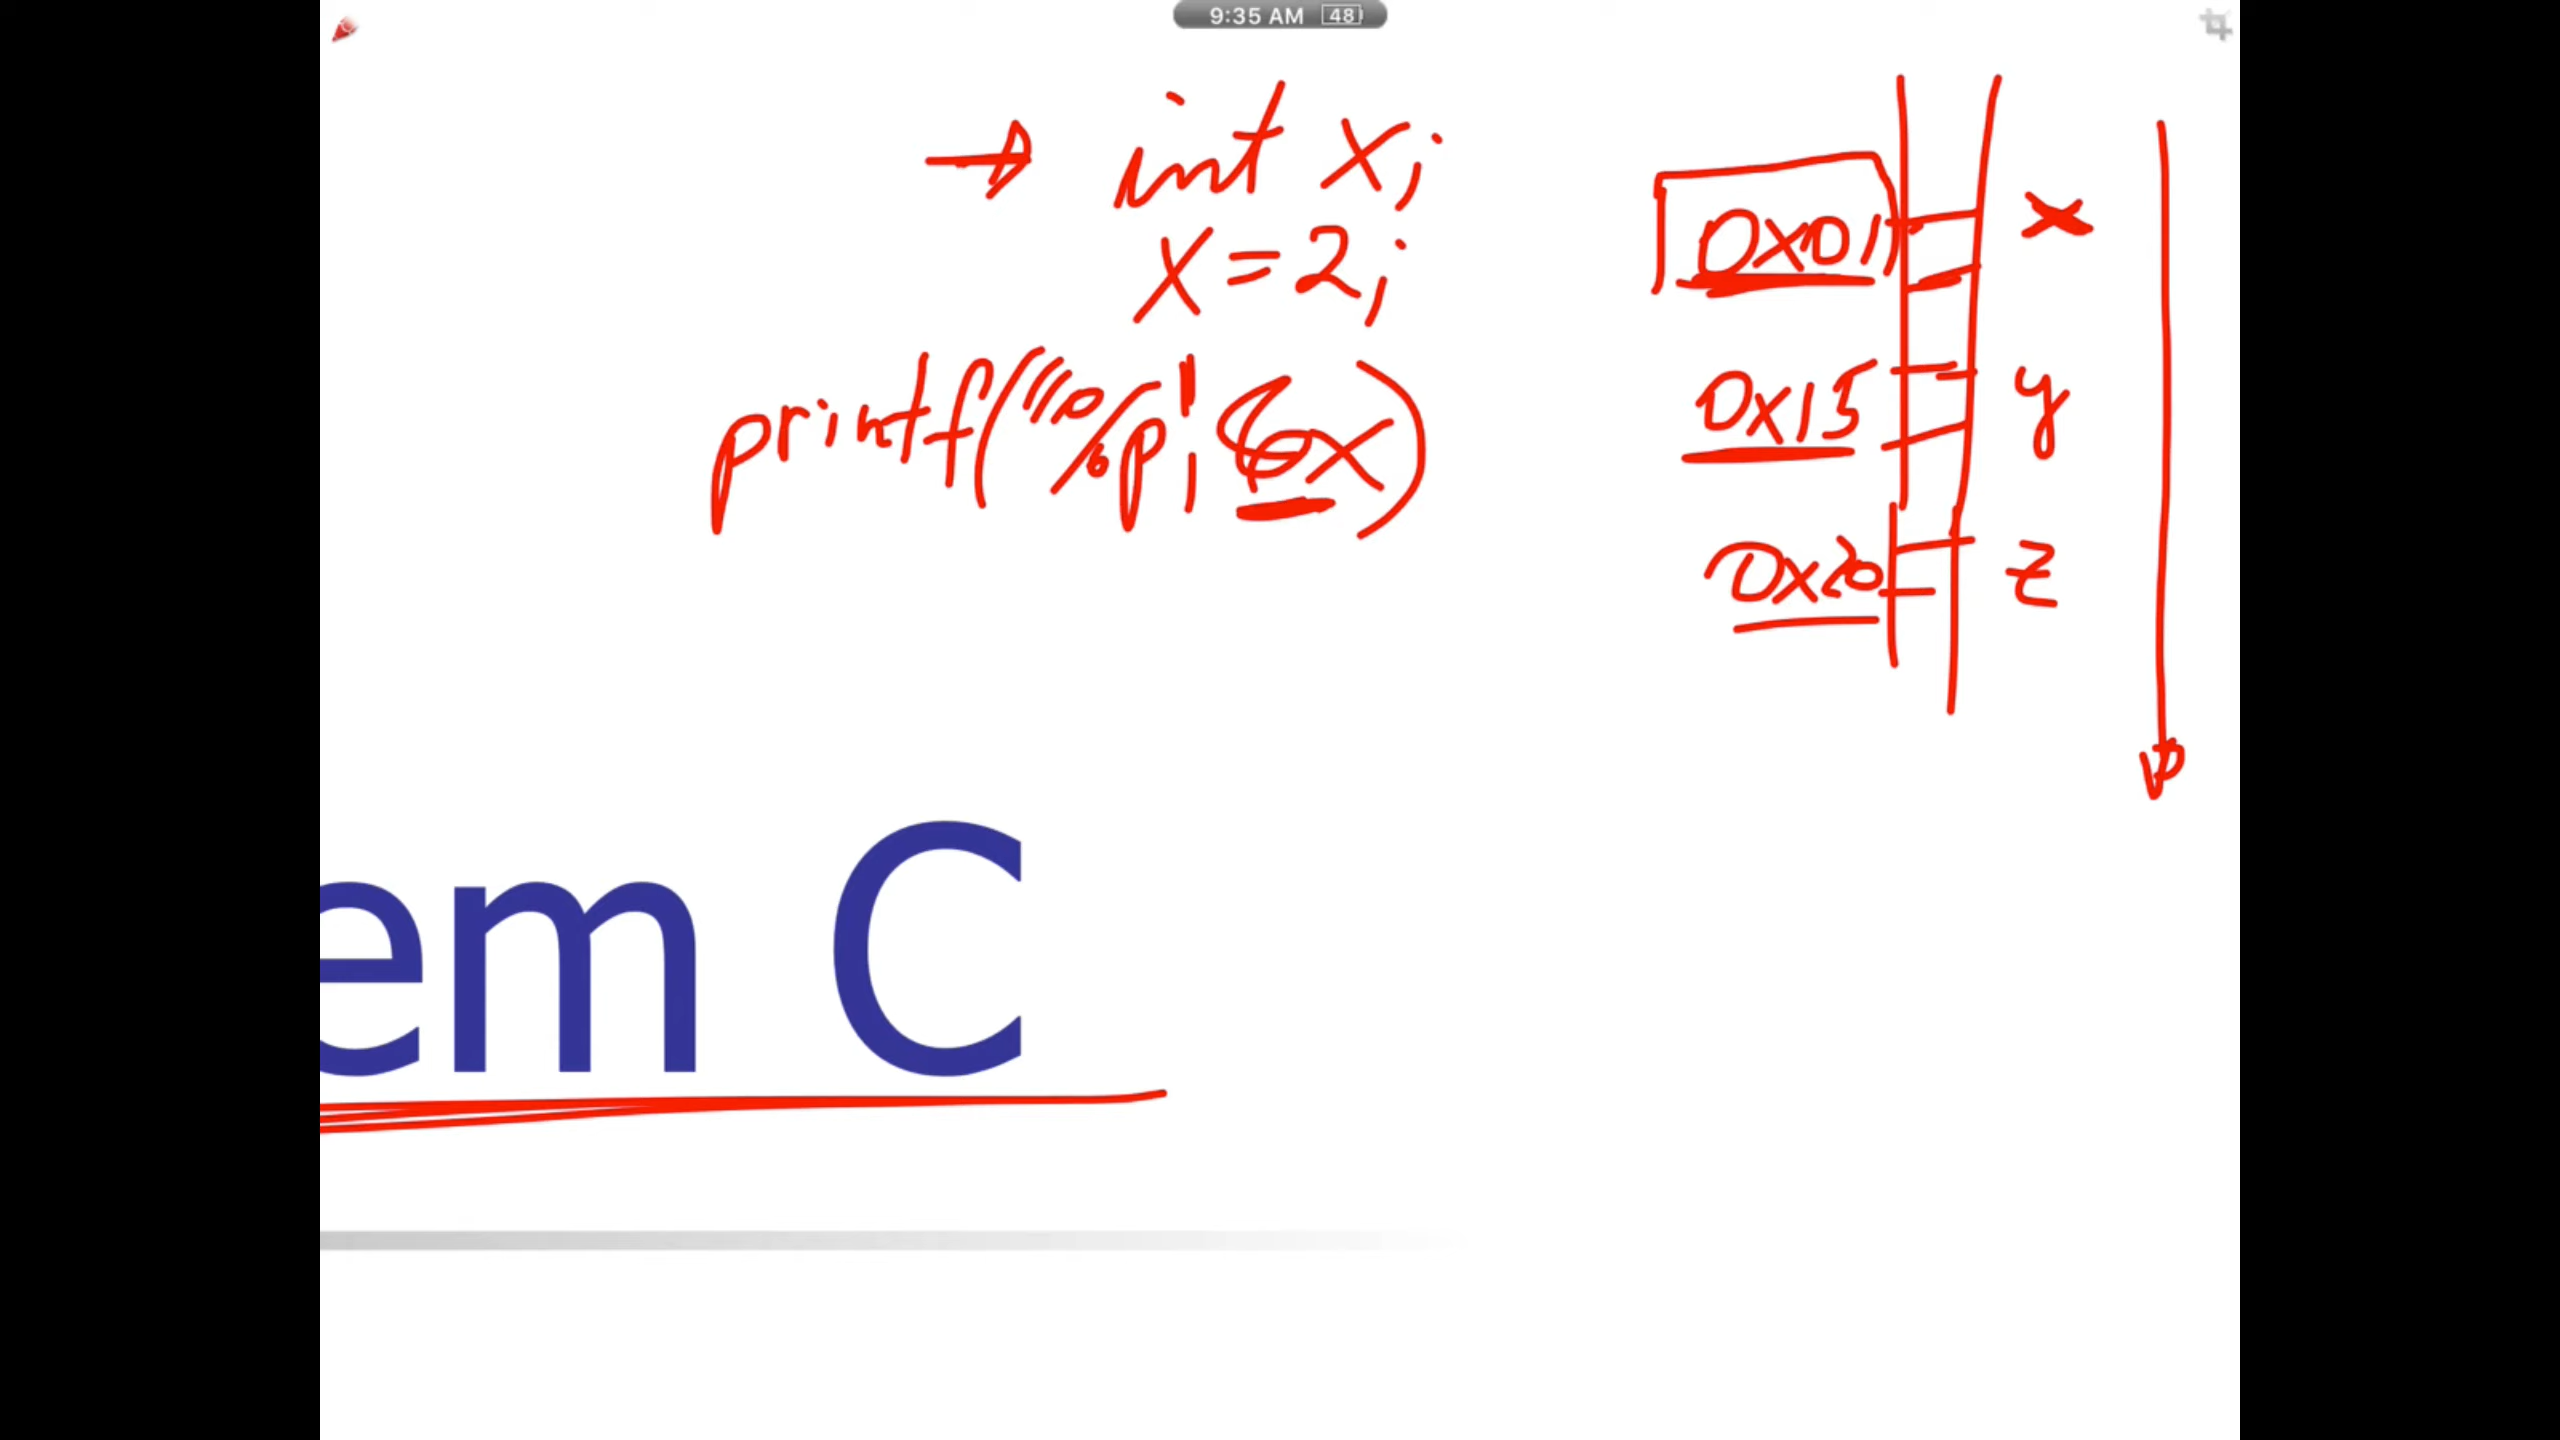 9:35 AM 48
int x;
x=2;
printf("%p",&x)
0x01 x
0x15 y
0x20 z
em C